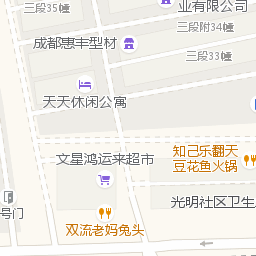 业有限公司
三段35幢
三段附34幢
成都惠丰型材
三段33幢
天天休闲公寓
知己乐翻天
豆花鱼火锅
文星鸿运来超市
光明社区卫生
号门
双流老妈兔头